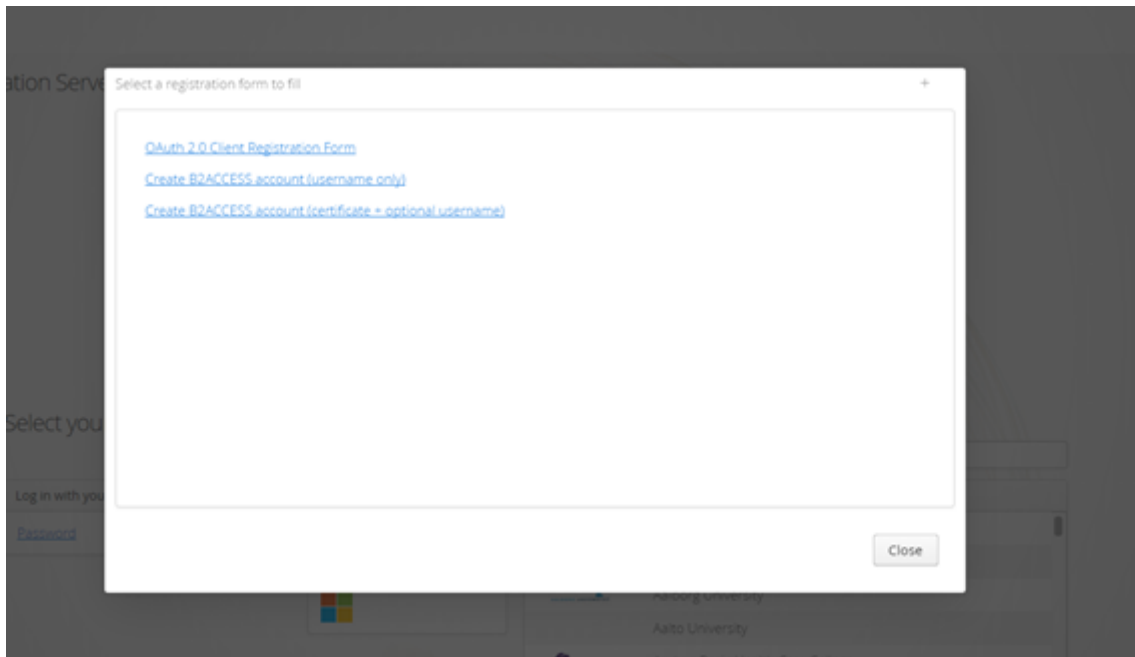 ation Serve
Select a registration form to fill
+
OAuth 2.0 Client Registration Form
Create B2ACCESS account (username only)
Create B2ACCESS account (certificate + optional username)
Select you
Log in with you
Password
Close
Aalborg University
Aalto University